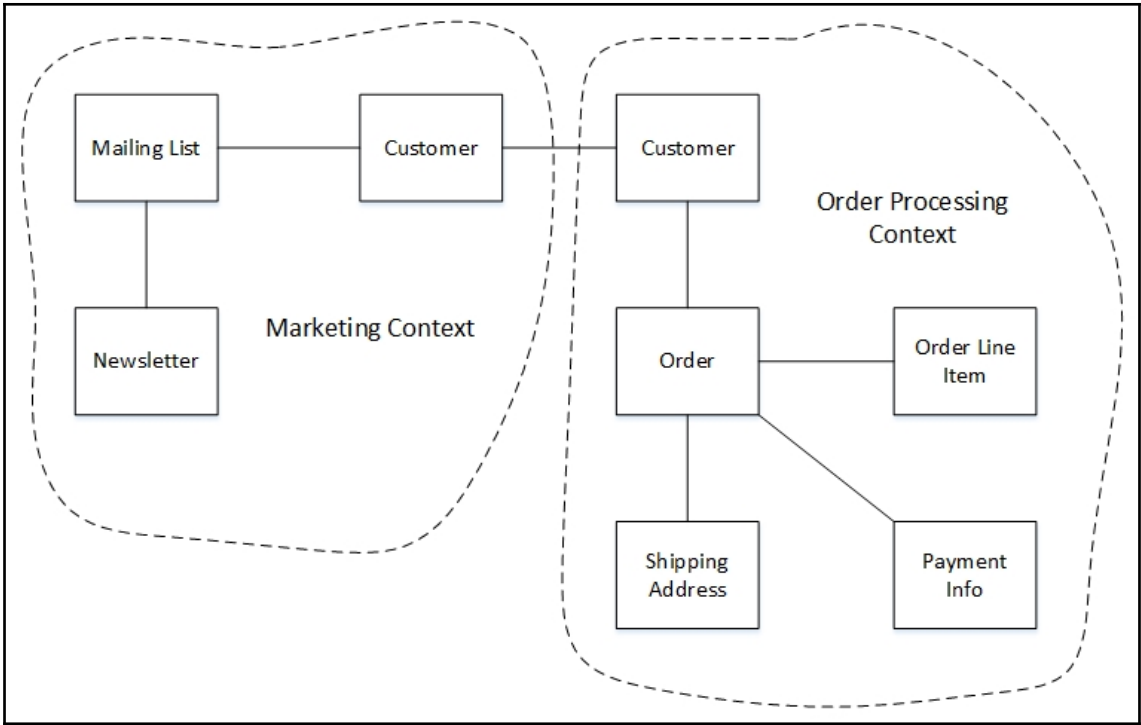 Mailing List
Customer
Customer
Order Processing
Context
Marketing Context
Newsletter
Order
Order Line
Item
Shipping
Address
Payment
Info